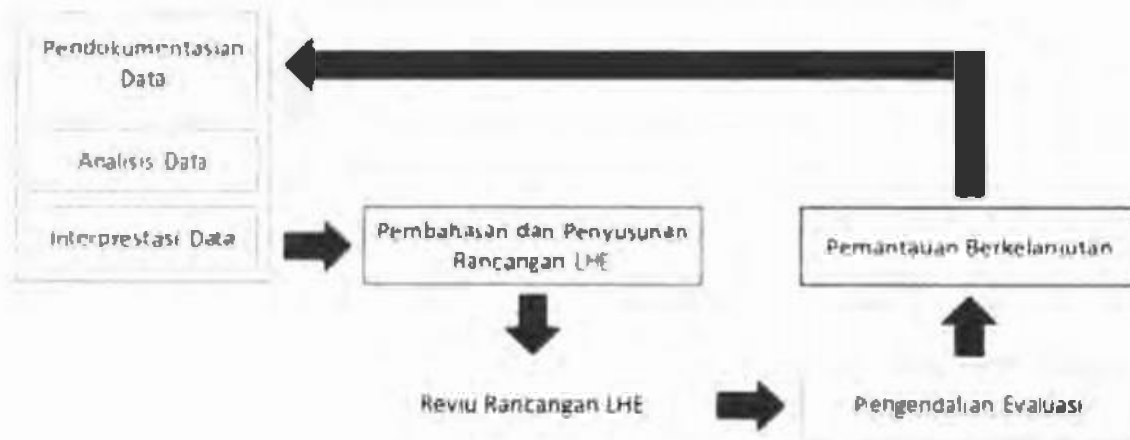 Pendokumentasian
Data
Analisis Data
Interprestasi Data
Pembahasan dan Penyusunan
Rancangan LHE
Pemantauan Berkelanjutan
Reviu Rancangan LHE
Pengendalian Evaluasi